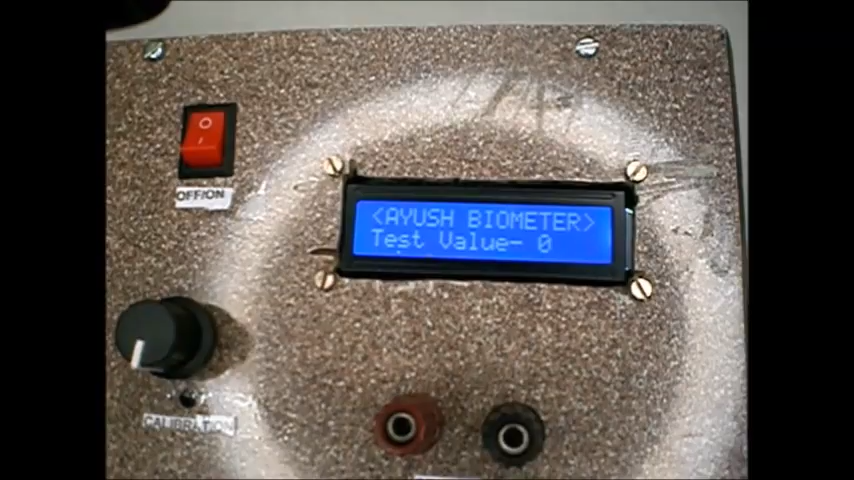 <AYUSH BIOMETER>
Test Value- 0
OFF/ON
CALIBRATION